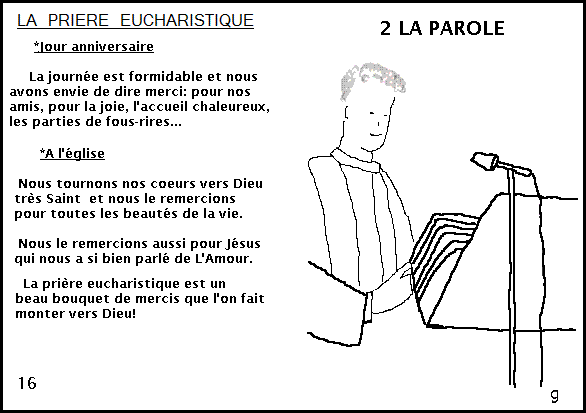 LA PRIERE EUCHARISTIQUE
*Jour anniversaire
La journée est formidable et nous
avons envie de dire merci: pour nos
amis, pour la joie, l'accueil chaleureux,
les parties de fous-rires...
*A l'église
Nous tournons nos coeurs vers Dieu
très Saint et nous le remercions
pour toutes les beautés de la vie.
Nous le remercions aussi pour Jésus
qui nous a si bien parlé de L'Amour.
La prière eucharistique est un
beau bouquet de mercis que l'on fait
monter vers Dieu!
16
2 LA PAROLE
g